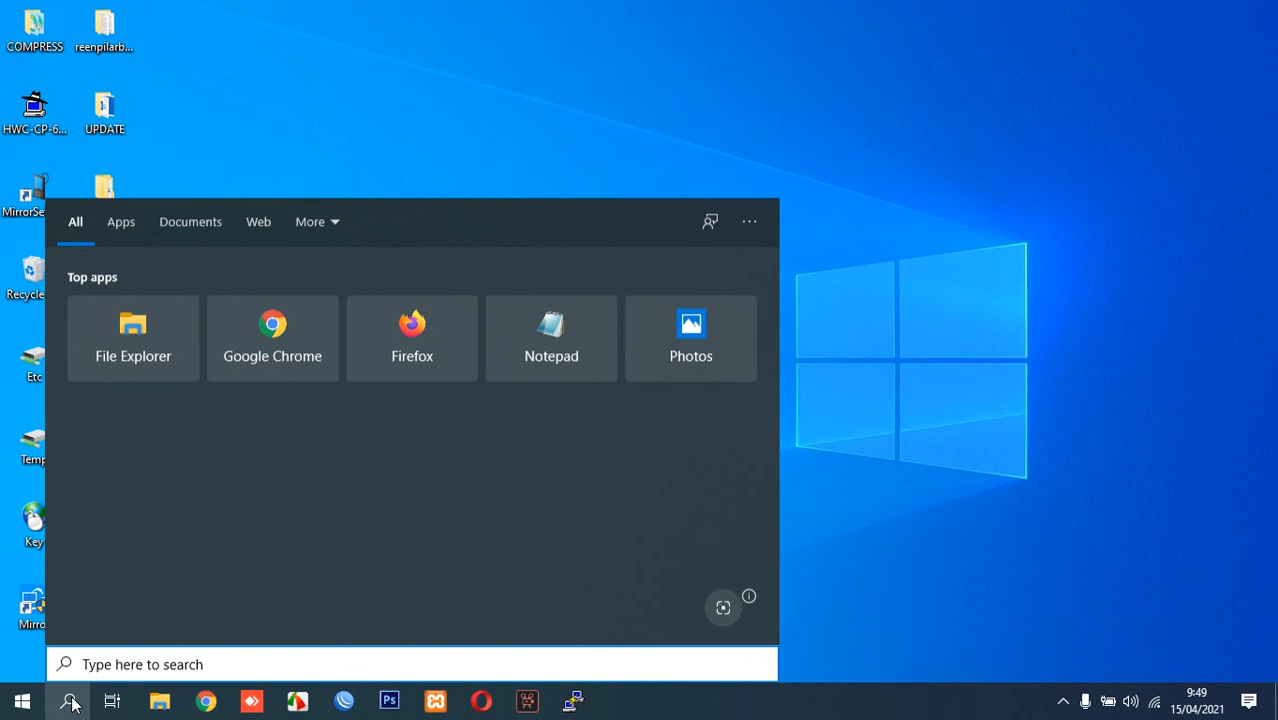 COMPRESS
reenpilarb...
HWC-CP-6...
UPDATE
MirrorSe
Recycle
Etc
Temp
Key
Mirro
All Apps Documents Web More
Top apps
File Explorer Google Chrome Firefox Notepad Photos
Type here to search
Ps
9:49
15/04/2021